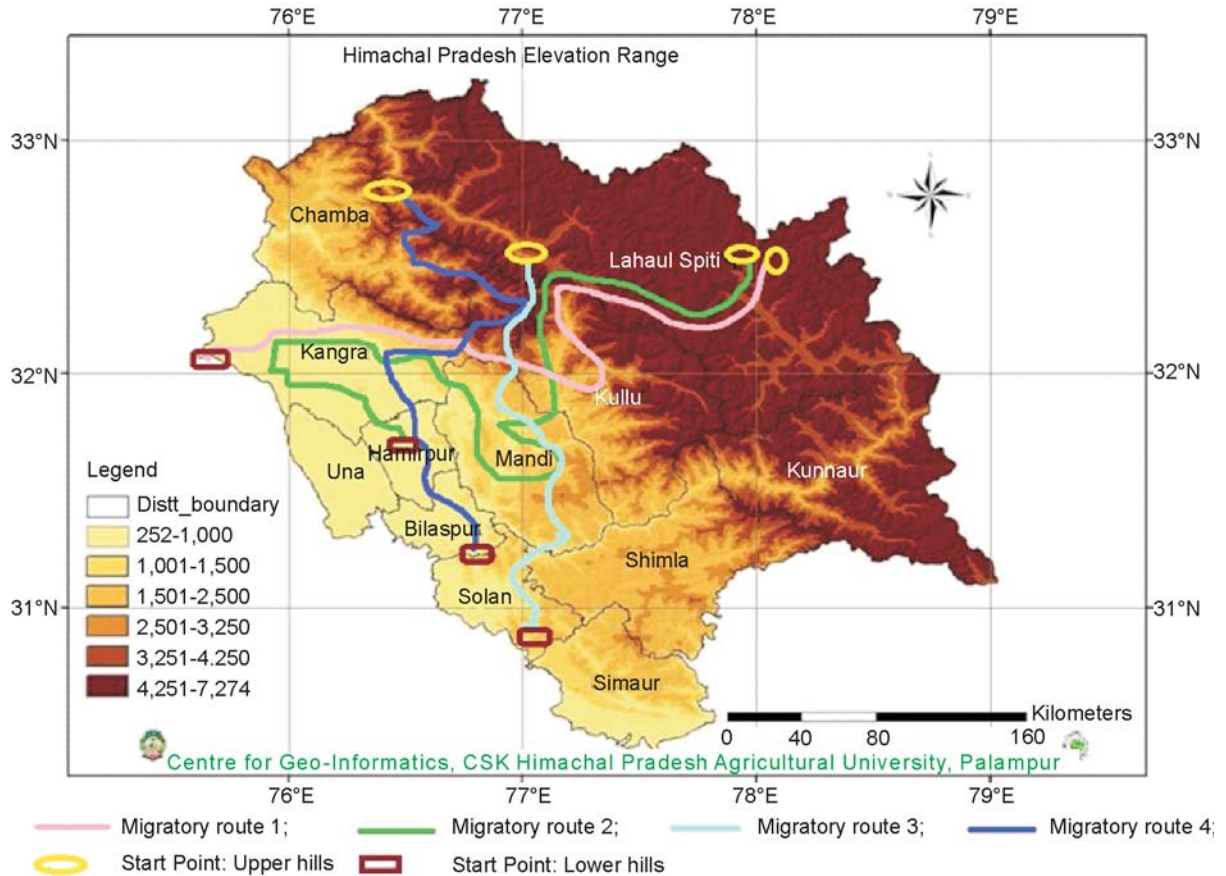 76°E 77°E 78°E 79°E
Himachal Pradesh Elevation Range
33°N 33°N
Chamba
Lahaul Spiti
Kangra
32°N 32°N
Kullu
Hamirpur
Mandi
Una
Kunnaur
Bilaspur
Shimla
Solan
31°N 31°N
Simaur
Legend
Distt_boundary
252-1,000
1,001-1,500
1,501-2,500
2,501-3,250
3,251-4.250
4,251-7,274
Kilometers
0 40 80 160
Centre for Geo-Informatics, CSK Himachal Pradesh Agricultural University, Palampur
76°E 77°E 78°E 79°E
Migratory route 1; Migratory route 2; Migratory route 3; Migratory route 4;
Start Point: Upper hills Start Point: Lower hills